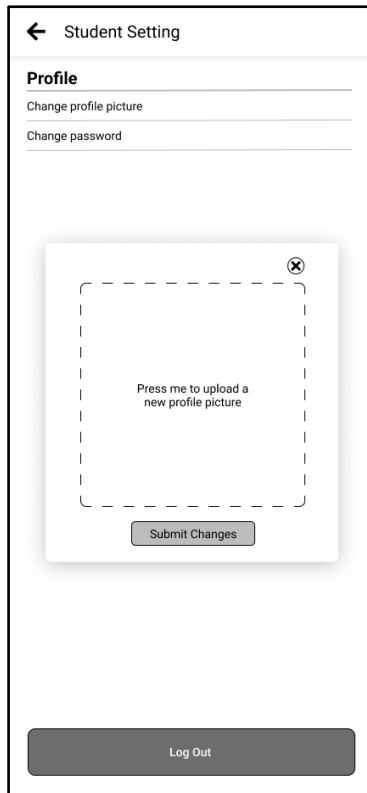 Student Setting
Profile
Change profile picture
Change password
Press me to upload a
new profile picture
Submit Changes
Log Out